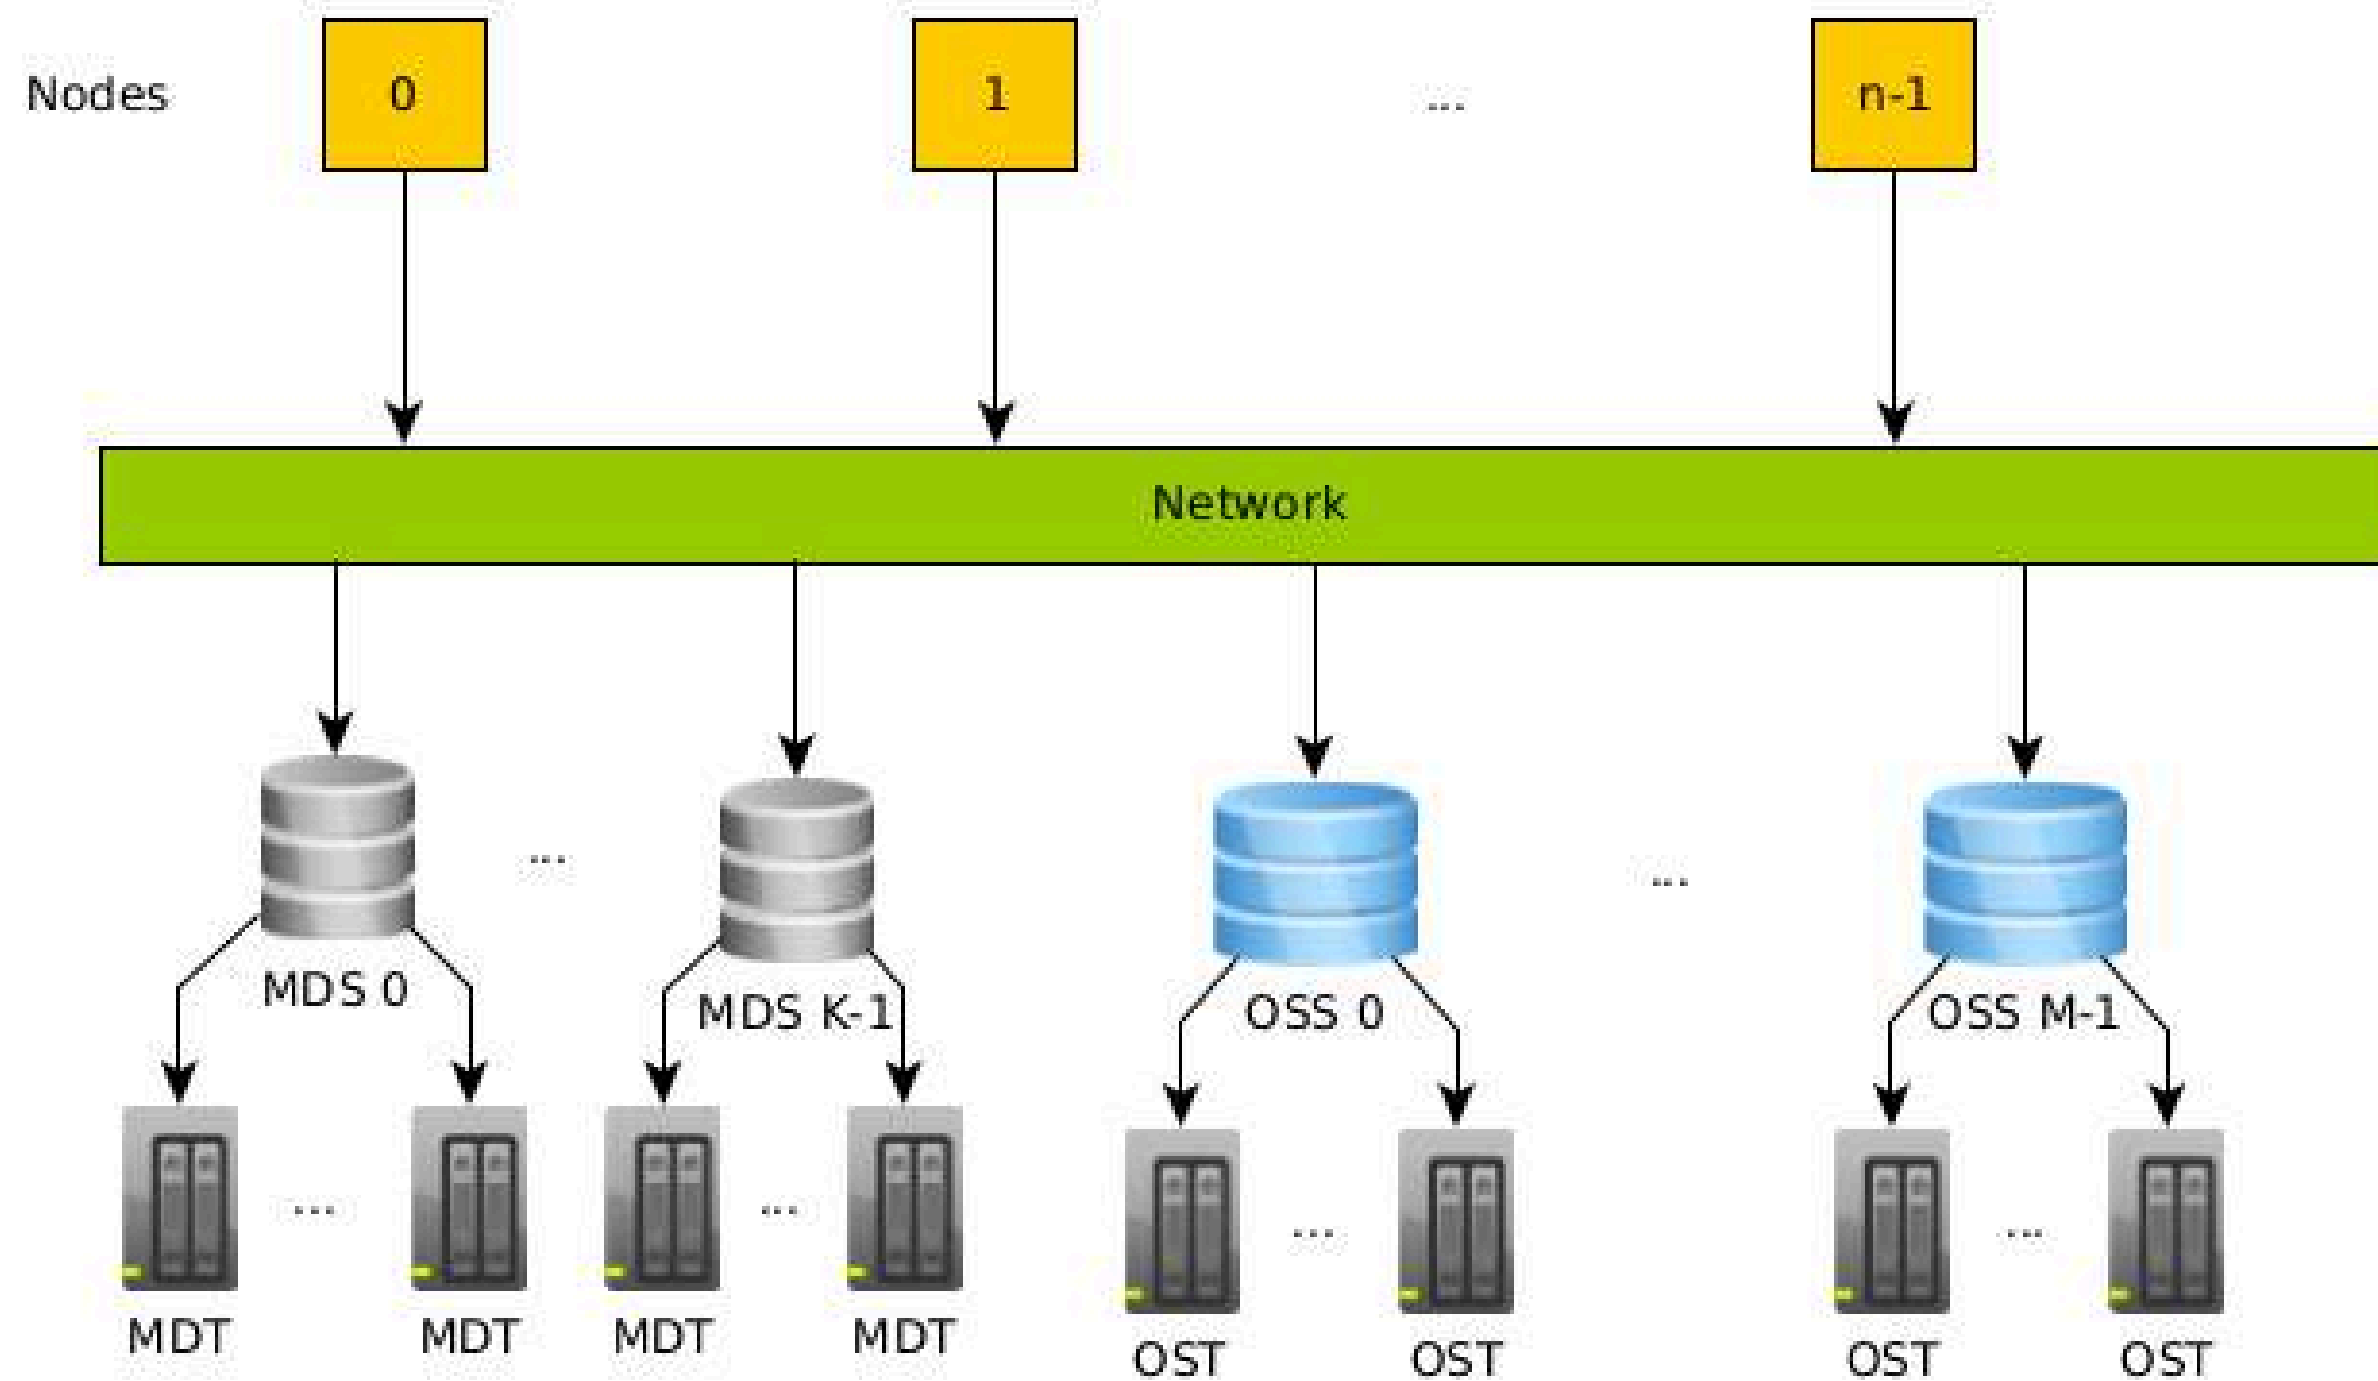 Nodes 0 1 ... n-1
Network
... ...
MDS 0 MDS K-1 OSS 0 OSS M-1
... ... ... ...
MDT MDT MDT MDT OST OST OST OST